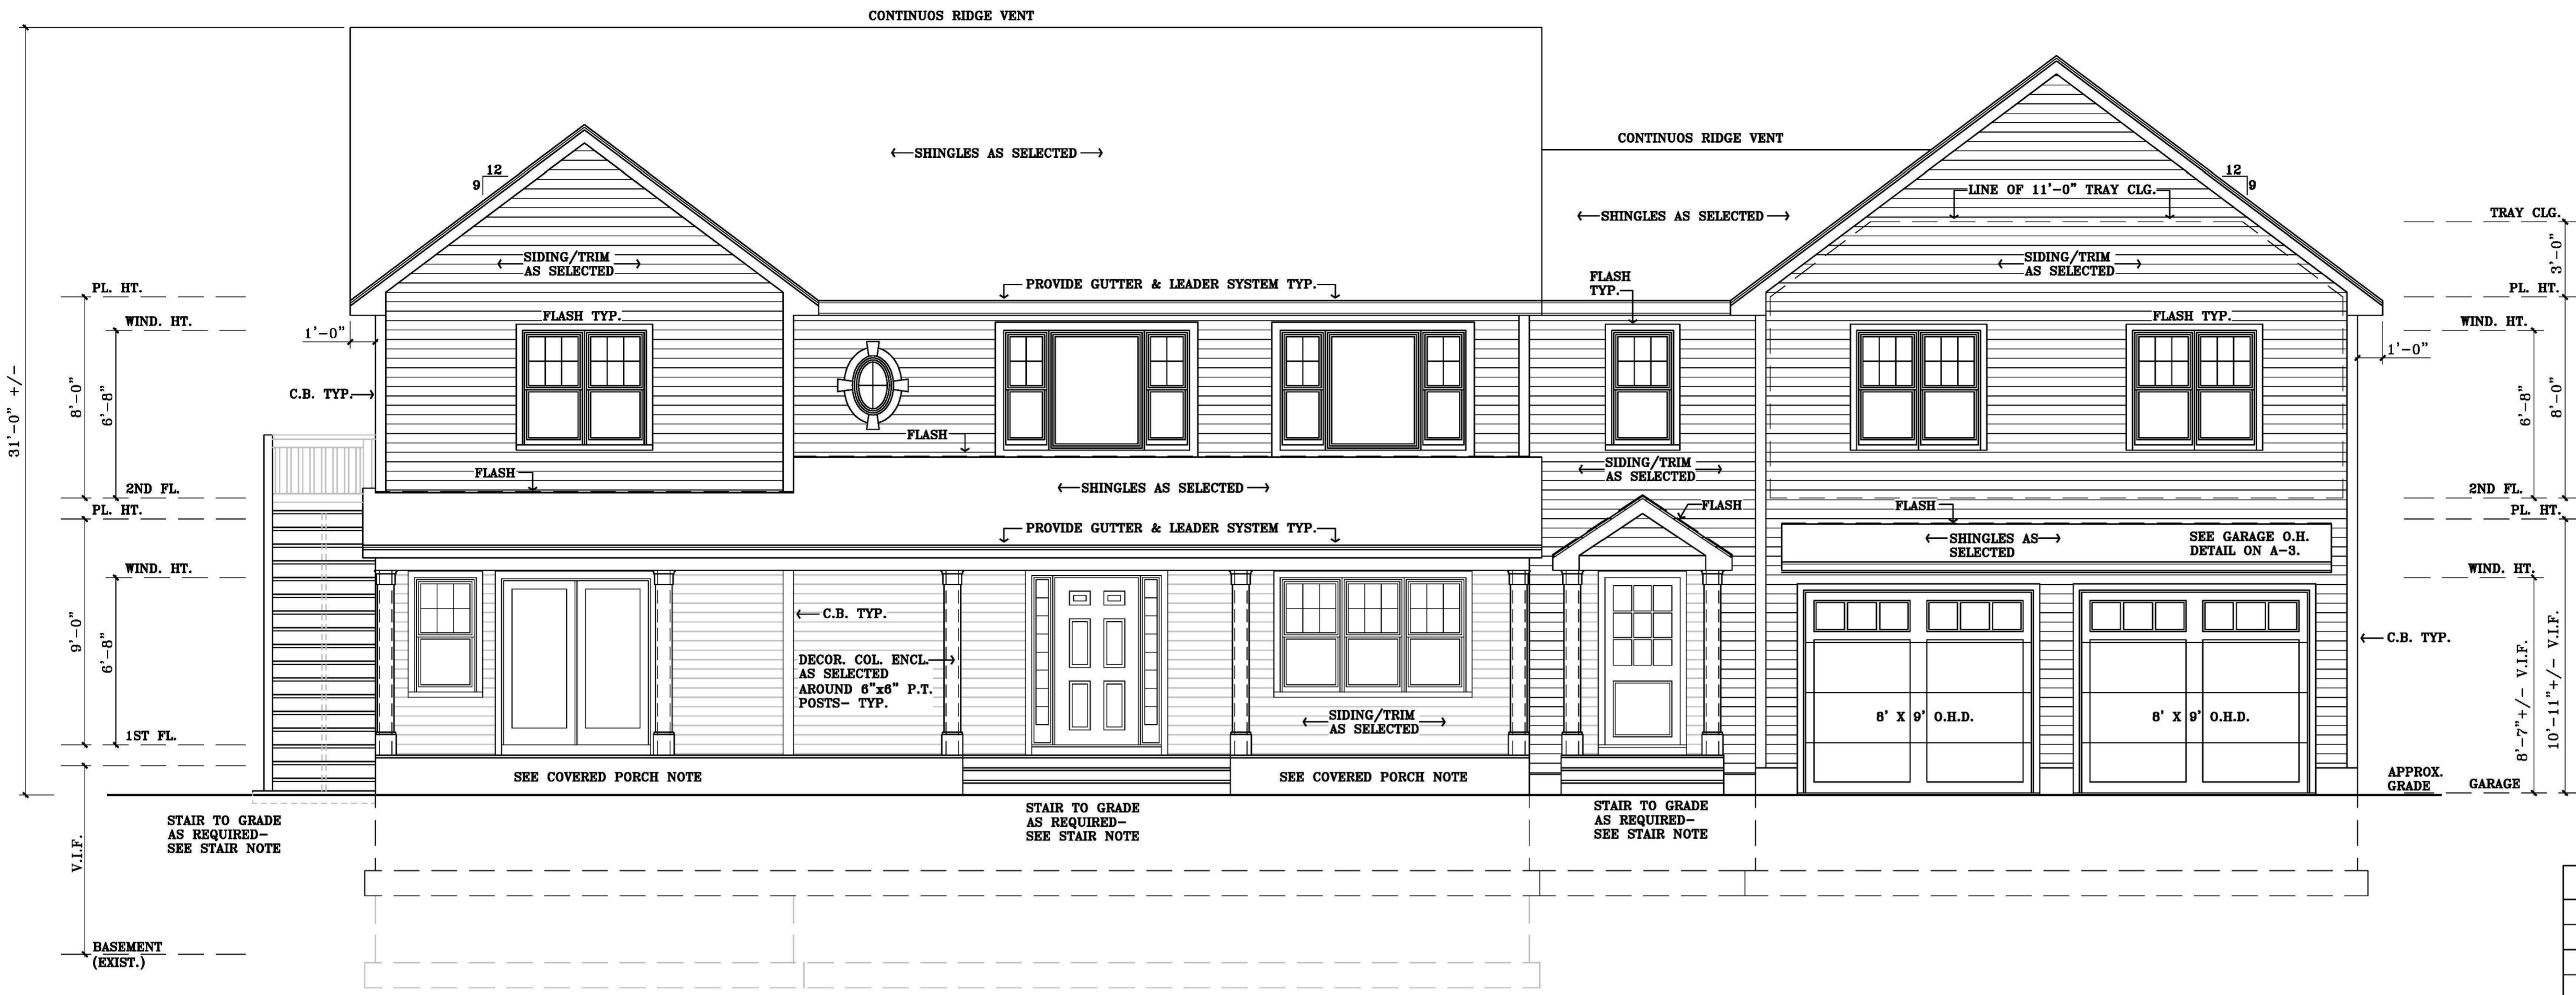 CONTINUOS RIDGE VENT
CONTINUOS RIDGE VENT
SHINGLES AS SELECTED
12
9
12
9
LINE OF 11'-0" TRAY CLG.
SHINGLES AS SELECTED
TRAY CLG.
3'-0"
SIDING/TRIM
AS SELECTED
SIDING/TRIM
AS SELECTED
PROVIDE GUTTER & LEADER SYSTEM TYP.
FLASH
TYP.
PL. HT.
PL. HT.
WIND. HT.
FLASH TYP.
FLASH TYP.
WIND. HT.
1'-0"
1'-0"
31'-0" +/-
8'-0"
6'-8"
C.B. TYP.
6'-8"
8'-0"
FLASH
FLASH
SIDING/TRIM
AS SELECTED
SHINGLES AS SELECTED
2ND FL.
2ND FL.
PL. HT.
FLASH
FLASH
PL. HT.
PROVIDE GUTTER & LEADER SYSTEM TYP.
SHINGLES AS
SELECTED
SEE GARAGE O.H.
DETAIL ON A-3.
WIND. HT.
WIND. HT.
9'-0"
6'-8"
C.B. TYP.
C.B. TYP.
DECOR. COL. ENCL.
AS SELECTED
AROUND 6"x6" P.T.
POSTS- TYP.
SIDING/TRIM
AS SELECTED
8' X 9' O.H.D.
8' X 9' O.H.D.
8'-7"+/- V.I.F.
10'-11"+/- V.I.F.
1ST FL.
SEE COVERED PORCH NOTE
SEE COVERED PORCH NOTE
APPROX.
GRADE
GARAGE
STAIR TO GRADE
AS REQUIRED-
SEE STAIR NOTE
STAIR TO GRADE
AS REQUIRED-
SEE STAIR NOTE
STAIR TO GRADE
AS REQUIRED-
SEE STAIR NOTE
V.I.F.
BASEMENT
(EXIST.)